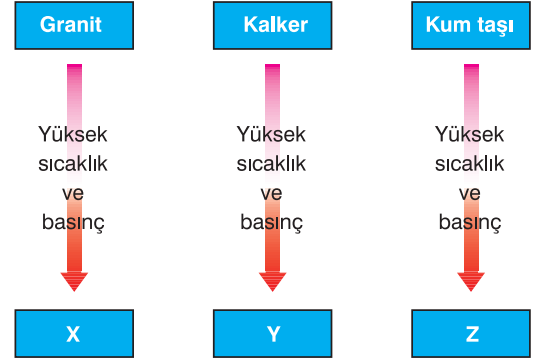 Granit
Kalker
Kum taşı
Yüksek
sıcaklık
ve
basınç
Yüksek
sıcaklık
ve
basınç
Yüksek
sıcaklık
ve
basınç
X
Y
Z